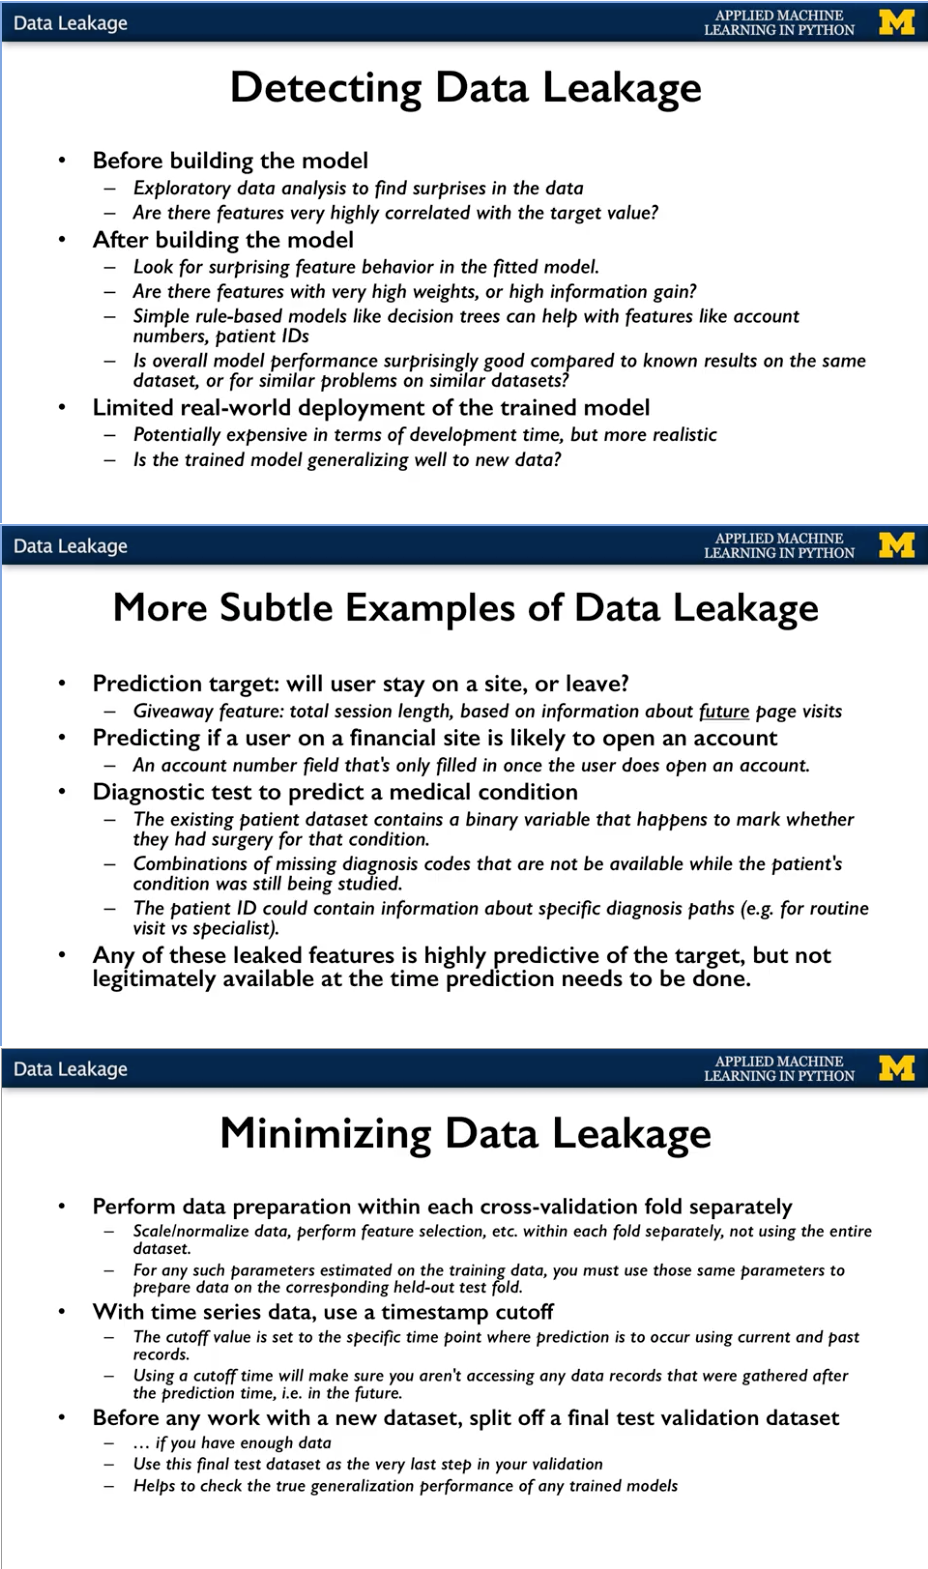 Data Leakage
APPLIED MACHINE
LEARNING IN PYTHON
M
Detecting Data Leakage
• Before building the model
– Exploratory data analysis to find surprises in the data
– Are there features very highly correlated with the target value?
• After building the model
– Look for surprising feature behavior in the fitted model.
– Are there features with very high weights, or high information gain?
– Simple rule-based models like decision trees can help with features like account
numbers, patient IDs
– Is overall model performance surprisingly good compared to known results on the same
dataset, or for similar problems on similar datasets?
• Limited real-world deployment of the trained model
– Potentially expensive in terms of development time, but more realistic
– Is the trained model generalizing well to new data?
Data Leakage
APPLIED MACHINE
LEARNING IN PYTHON
M
More Subtle Examples of Data Leakage
• Prediction target: will user stay on a site, or leave?
– Giveaway feature: total session length, based on information about future page visits
• Predicting if a user on a financial site is likely to open an account
– An account number field that's only filled in once the user does open an account.
• Diagnostic test to predict a medical condition
– The existing patient dataset contains a binary variable that happens to mark whether
they had surgery for that condition.
– Combinations of missing diagnosis codes that are not be available while the patient's
condition was still being studied.
– The patient ID could contain information about specific diagnosis paths (e.g. for routine
visit vs specialist).
• Any of these leaked features is highly predictive of the target, but not
legitimately available at the time prediction needs to be done.
Data Leakage
APPLIED MACHINE
LEARNING IN PYTHON
M
Minimizing Data Leakage
• Perform data preparation within each cross-validation fold separately
– Scale/normalize data, perform feature selection, etc. within each fold separately, not using the entire
dataset.
– For any such parameters estimated on the training data, you must use those same parameters to
prepare data on the corresponding held-out test fold.
• With time series data, use a timestamp cutoff
– The cutoff value is set to the specific time point where prediction is to occur using current and past
records.
– Using a cutoff time will make sure you aren't accessing any data records that were gathered after
the prediction time, i.e. in the future.
• Before any work with a new dataset, split off a final test validation dataset
– … if you have enough data
– Use this final test dataset as the very last step in your validation
– Helps to check the true generalization performance of any trained models